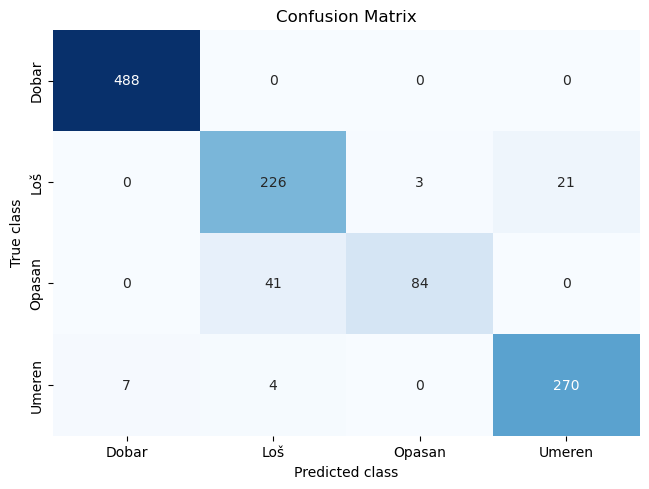 Confusion Matrix
True class
Dobar 488 0 0 0
Loš 0 226 3 21
Opasan 0 41 84 0
Umeren 7 4 0 270
Dobar Loš Opasan Umeren
Predicted class